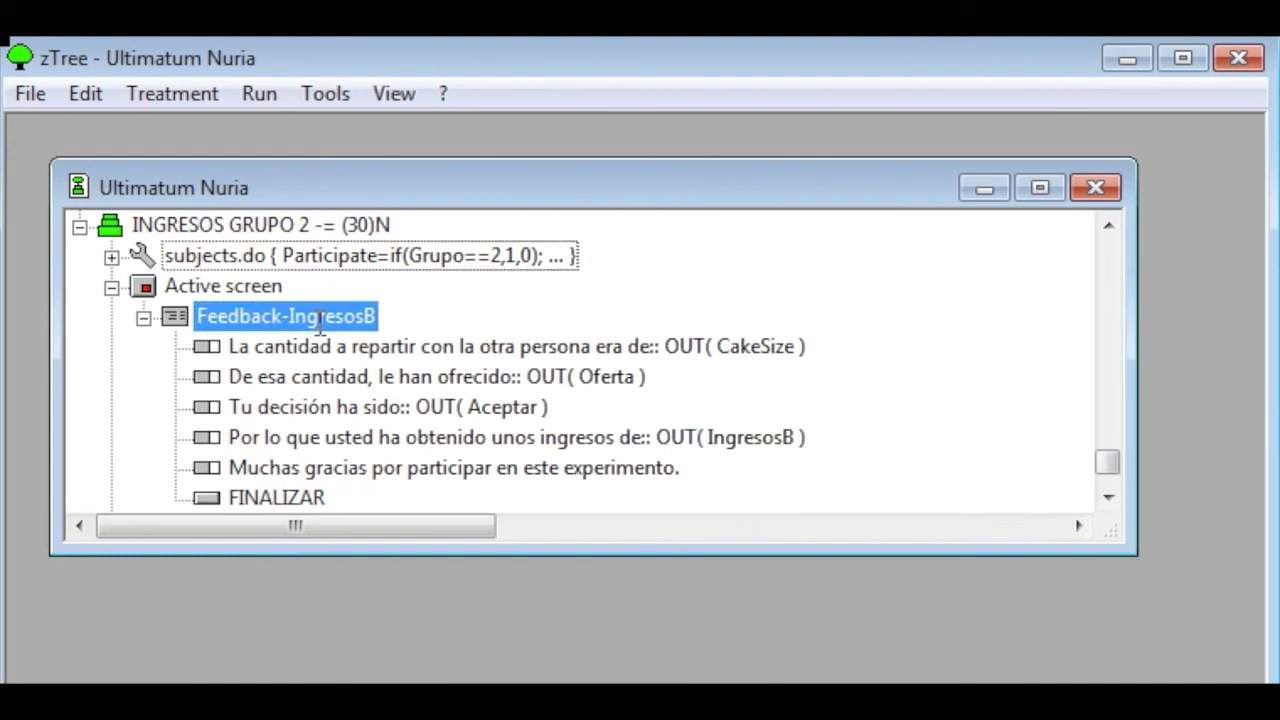 zTree - Ultimatum Nuria
File Edit Treatment Run Tools View ?
Ultimatum Nuria
INGRESOS GRUPO 2 -= (30)N
subjects.do { Participate=if(Grupo==2,1,0); ... }
Active screen
Feedback-IngresosB
La cantidad a repartir con la otra persona era de:: OUT( CakeSize )
De esa cantidad, le han ofrecido:: OUT( Oferta )
Tu decisión ha sido:: OUT( Aceptar )
Por lo que usted ha obtenido unos ingresos de:: OUT( IngresosB )
Muchas gracias por participar en este experimento.
FINALIZAR